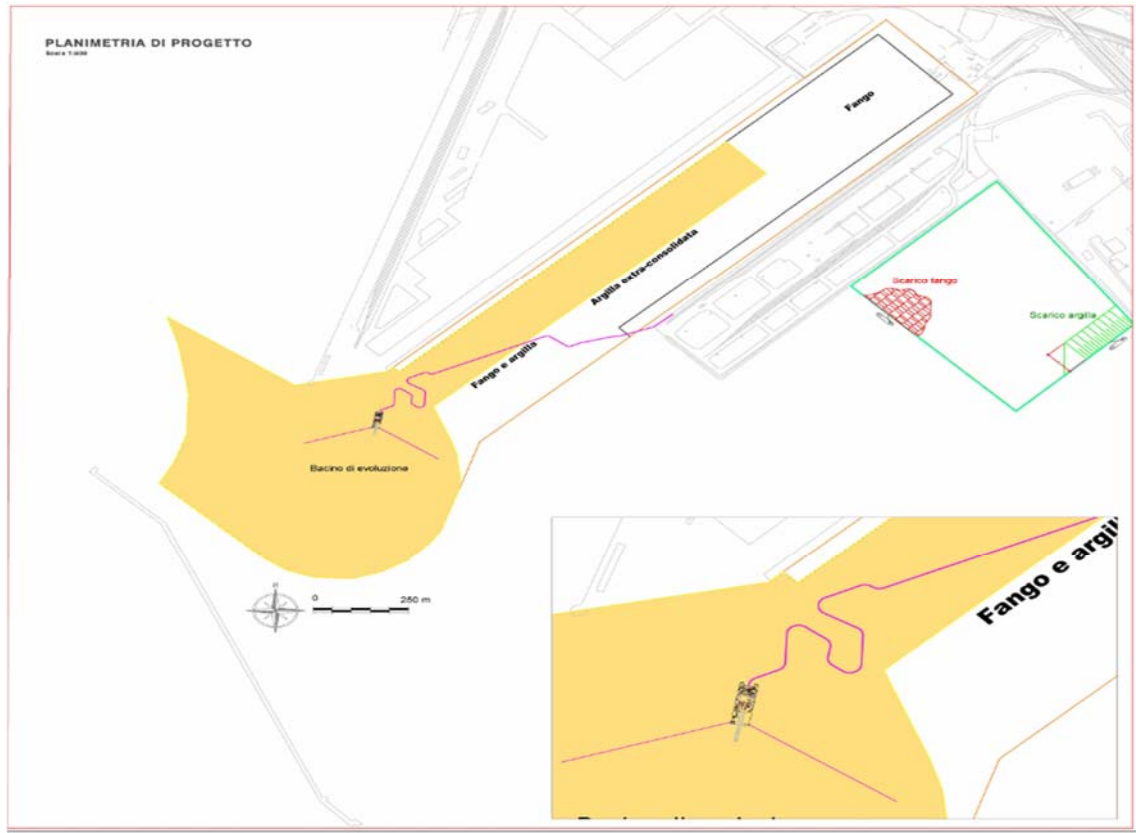 PLANIMETRIA DI PROGETTO
Fango
Argilla extra-consolidata
Scarico fango
Scarico argilla
Fango e argilla
Bacino di evoluzione
N
0 250 m
Fango e argil